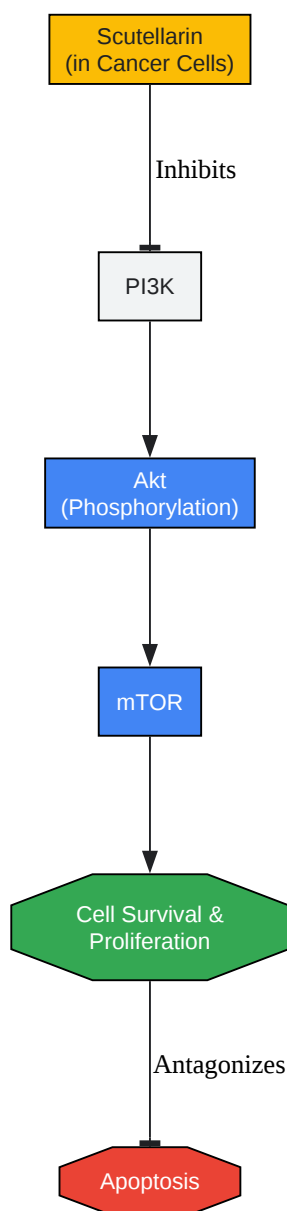 Scutellarin
(in Cancer Cells)
Inhibits
PI3K
Akt
(Phosphorylation)
mTOR
Cell Survival &
Proliferation
Antagonizes
Apoptosis